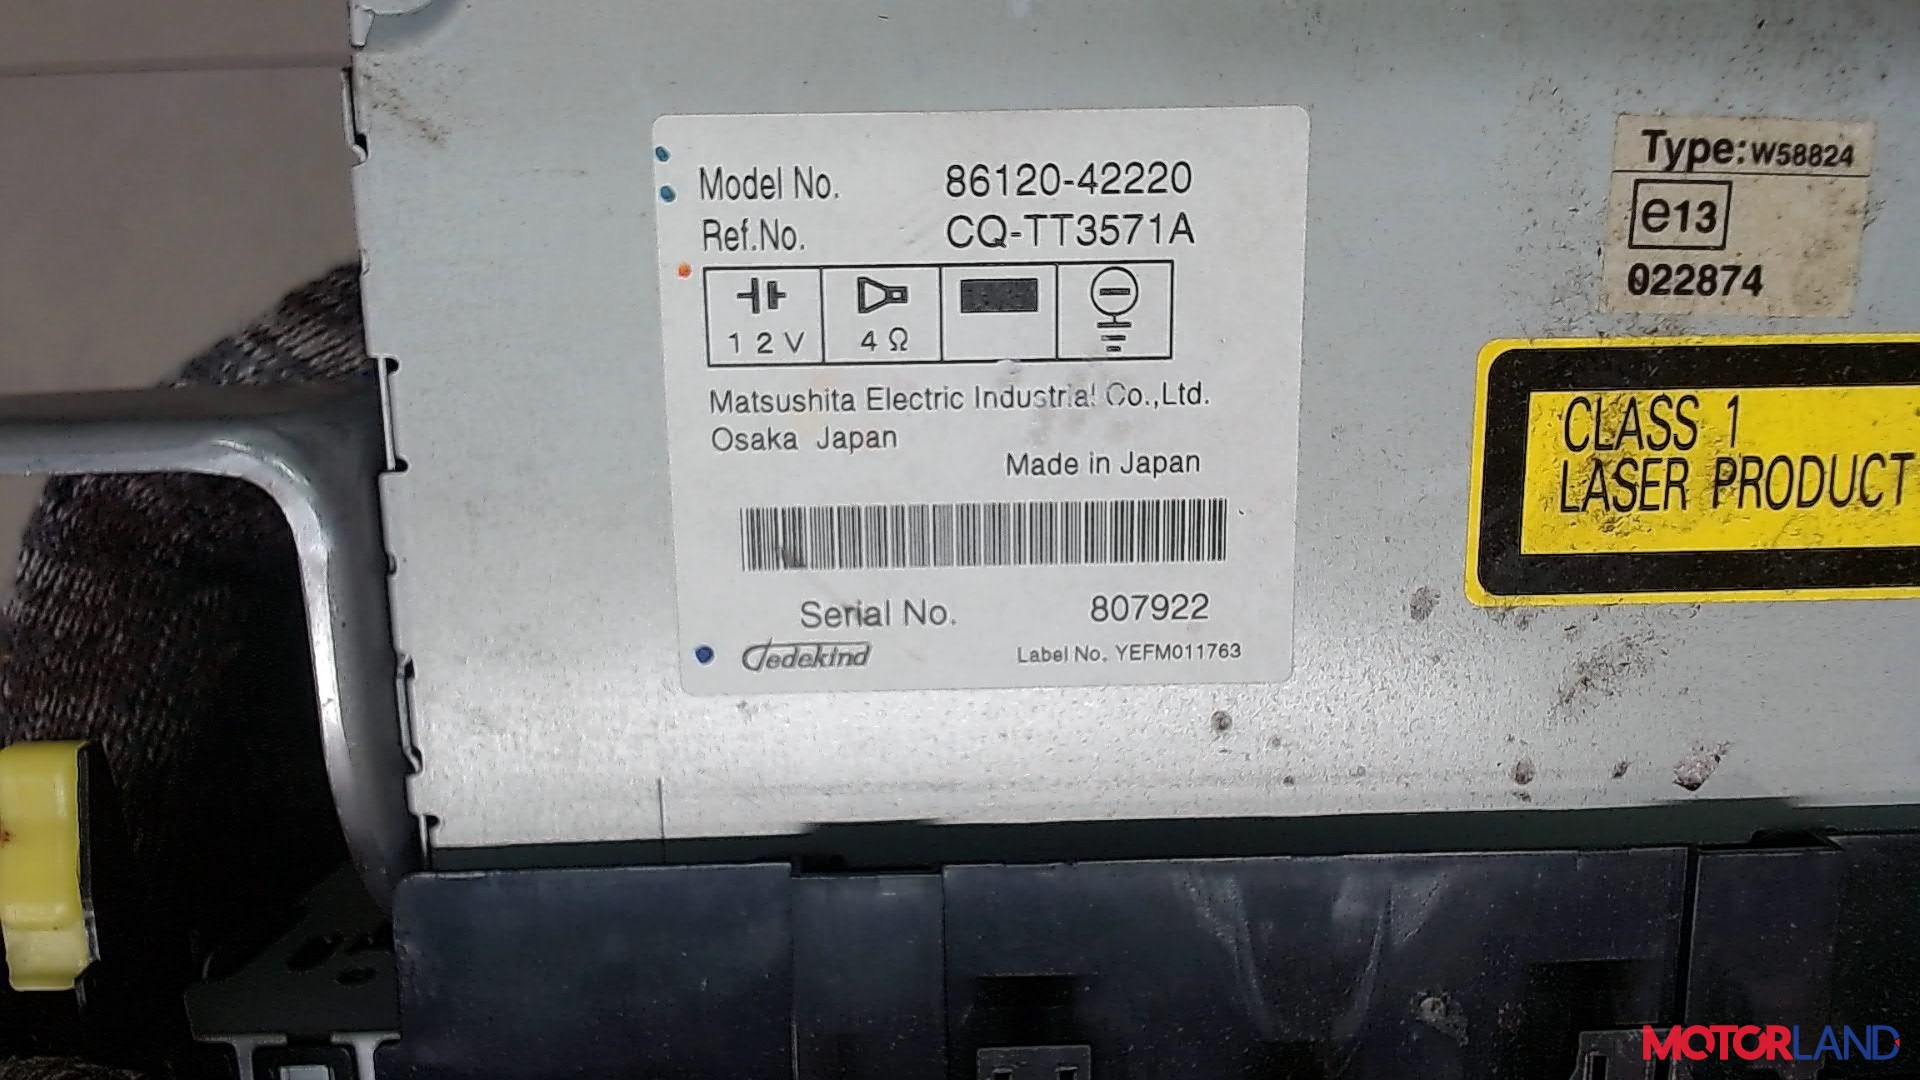 Model No. 86120-42220
Ref.No. CQ-TT3571A
12V 4Ω
Matsushita Electric Industrial Co.,Ltd.
Osaka Japan
Made in Japan
Serial No. 807922
Dedekind Label No. YEFM011763
Type:W58824
e13
022874
CLASS 1
LASER PRODUCT
MOTORLAND